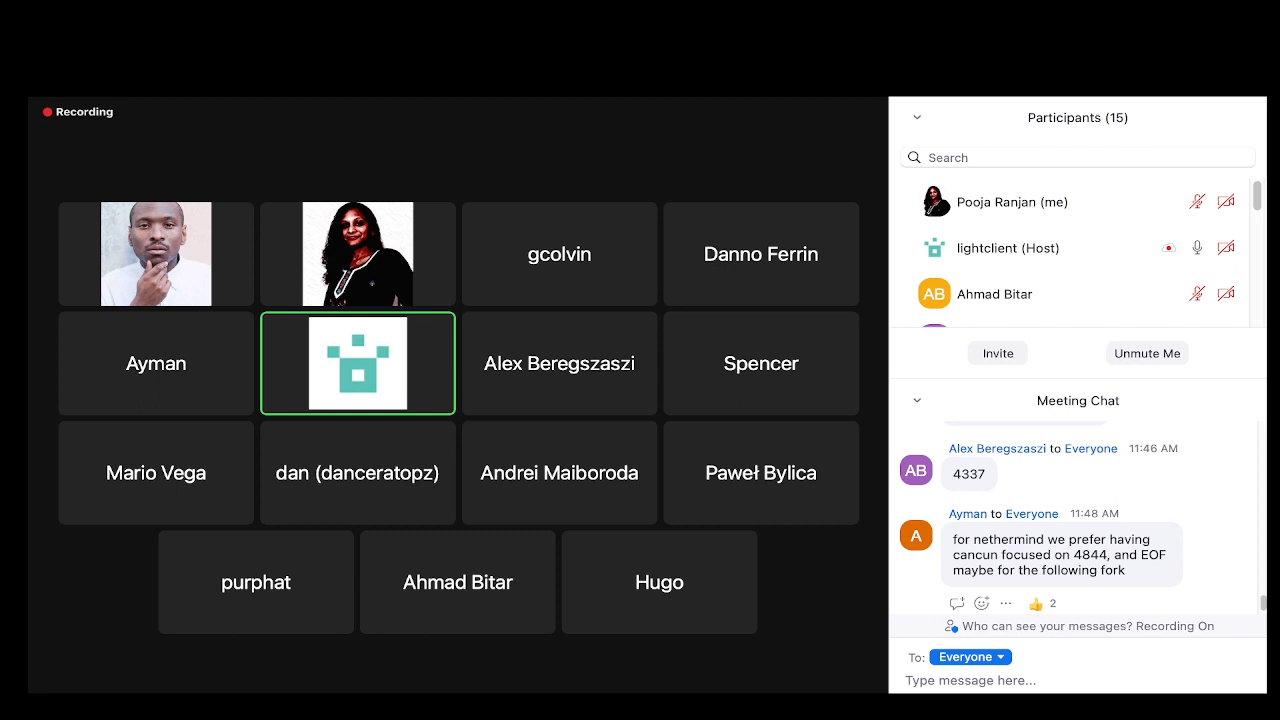 Recording
gcolvin
Danno Ferrin
Ayman
Alex Beregszaszi
Spencer
Mario Vega
dan (danceratopz)
Andrei Maiboroda
Paweł Bylica
purphat
Ahmad Bitar
Hugo
Participants (15)
Search
Pooja Ranjan (me)
lightclient (Host)
AB Ahmad Bitar
Invite
Unmute Me
Meeting Chat
Alex Beregszaszi to Everyone 11:46 AM
AB
4337
Ayman to Everyone 11:48 AM
A
for nethermind we prefer having
cancun focused on 4844, and EOF
maybe for the following fork
2
Who can see your messages? Recording On
To: Everyone
Type message here...